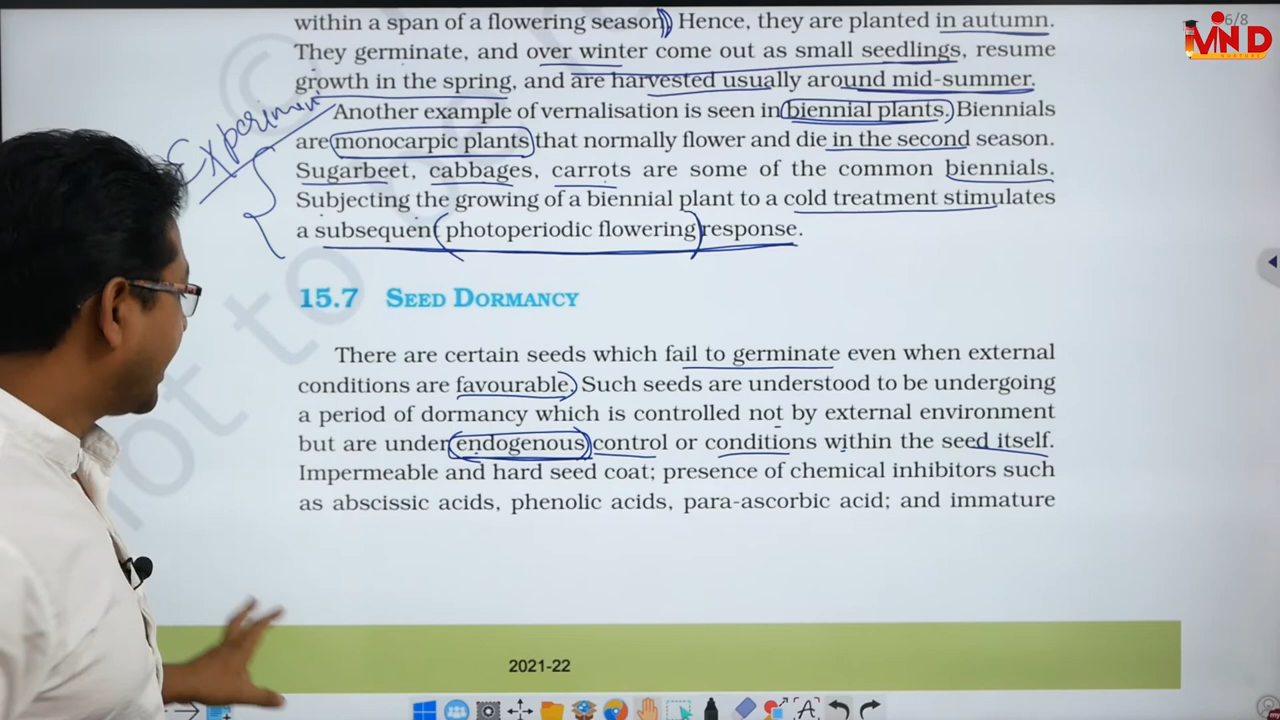 within a span of a flowering season) Hence, they are planted in autumn.
They germinate, and over winter come out as small seedlings, resume
growth in the spring, and are harvested usually around mid-summer.
Another example of vernalisation is seen in biennial plants. Biennials
are monocarpic plants that normally flower and die in the second season.
Sugarbeet, cabbages, carrots are some of the common biennials.
Subjecting the growing of a biennial plant to a cold treatment stimulates
a subsequent photoperiodic flowering response.
Experiment
15.7 SEED DORMANCY
There are certain seeds which fail to germinate even when external
conditions are favourable. Such seeds are understood to be undergoing
a period of dormancy which is controlled not by external environment
but are under endogenous control or conditions within the seed itself.
Impermeable and hard seed coat; presence of chemical inhibitors such
as abscissic acids, phenolic acids, para-ascorbic acid; and immature
2021-22
6/8
MIND